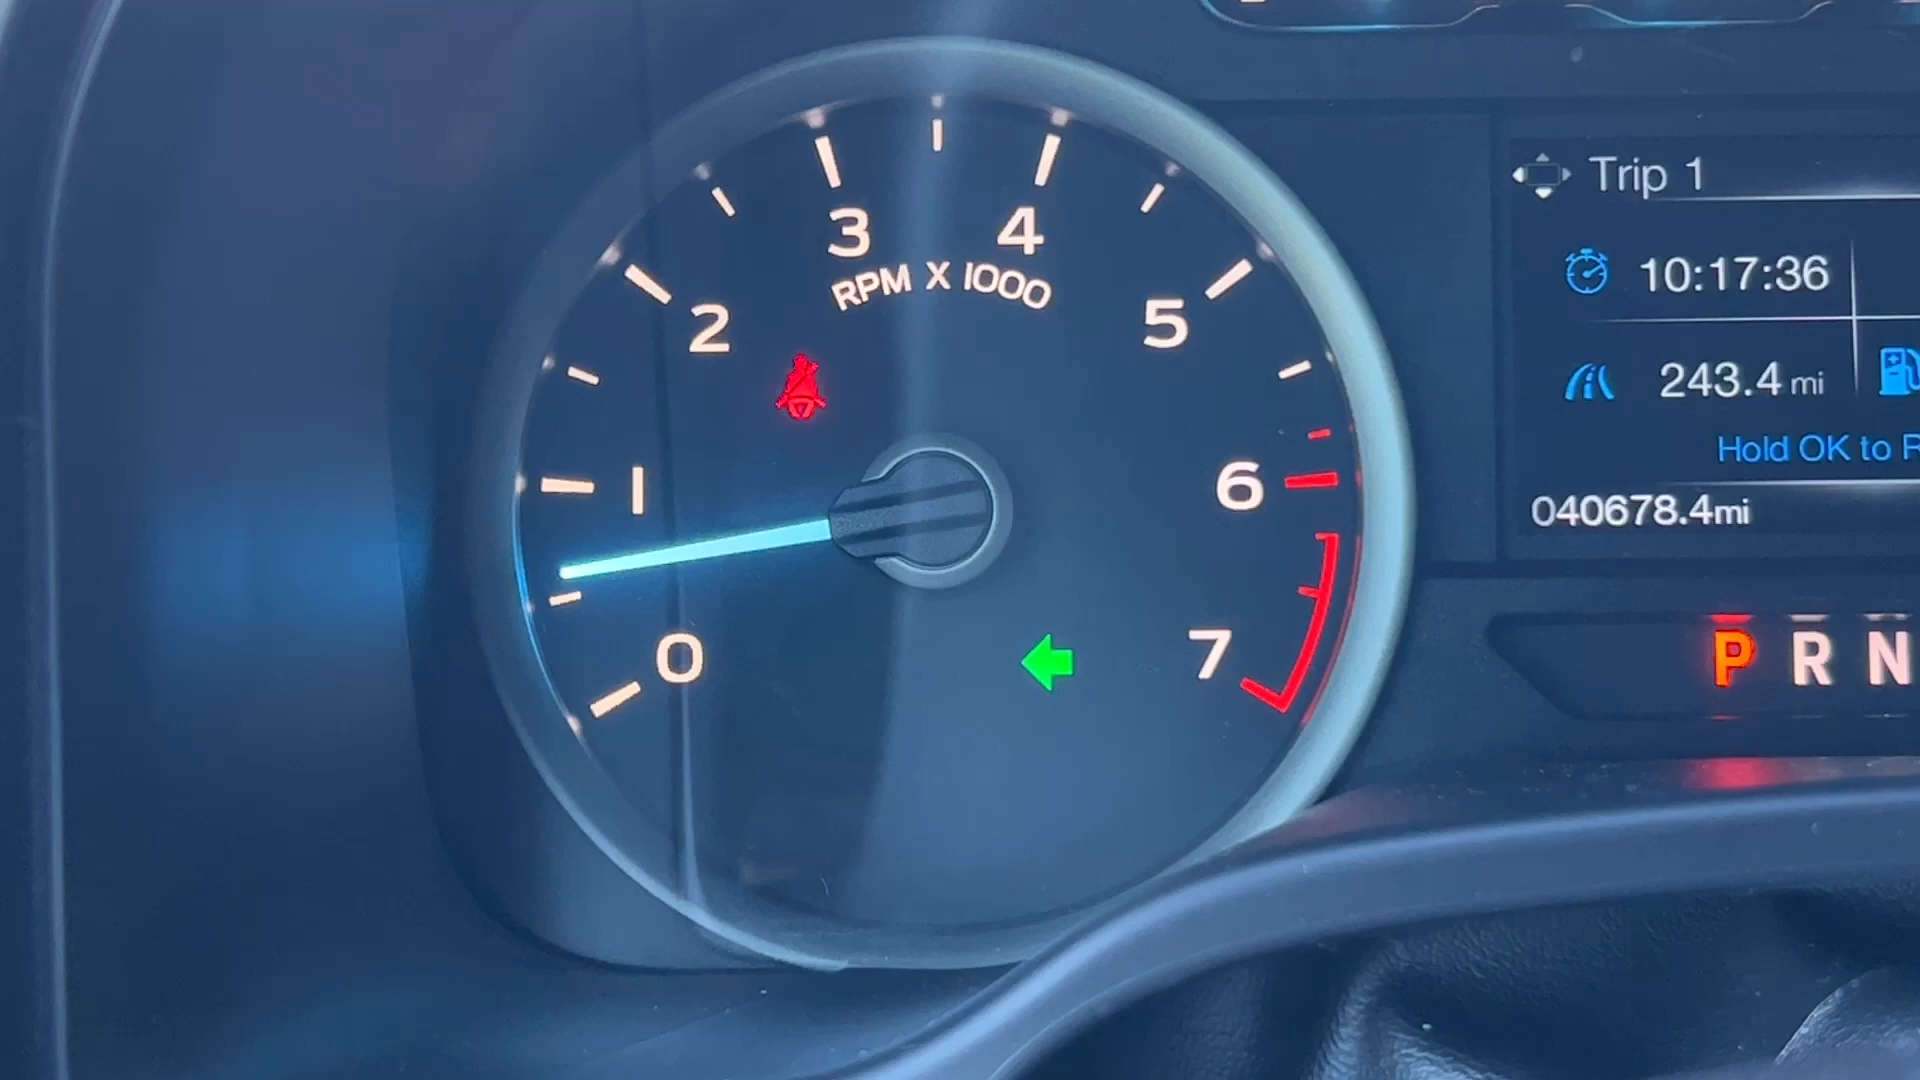 3 4
RPM X 1000
2 5
1 6
0 7
Trip 1
10:17:36
243.4 mi
Hold OK to R
040678.4mi
P R N